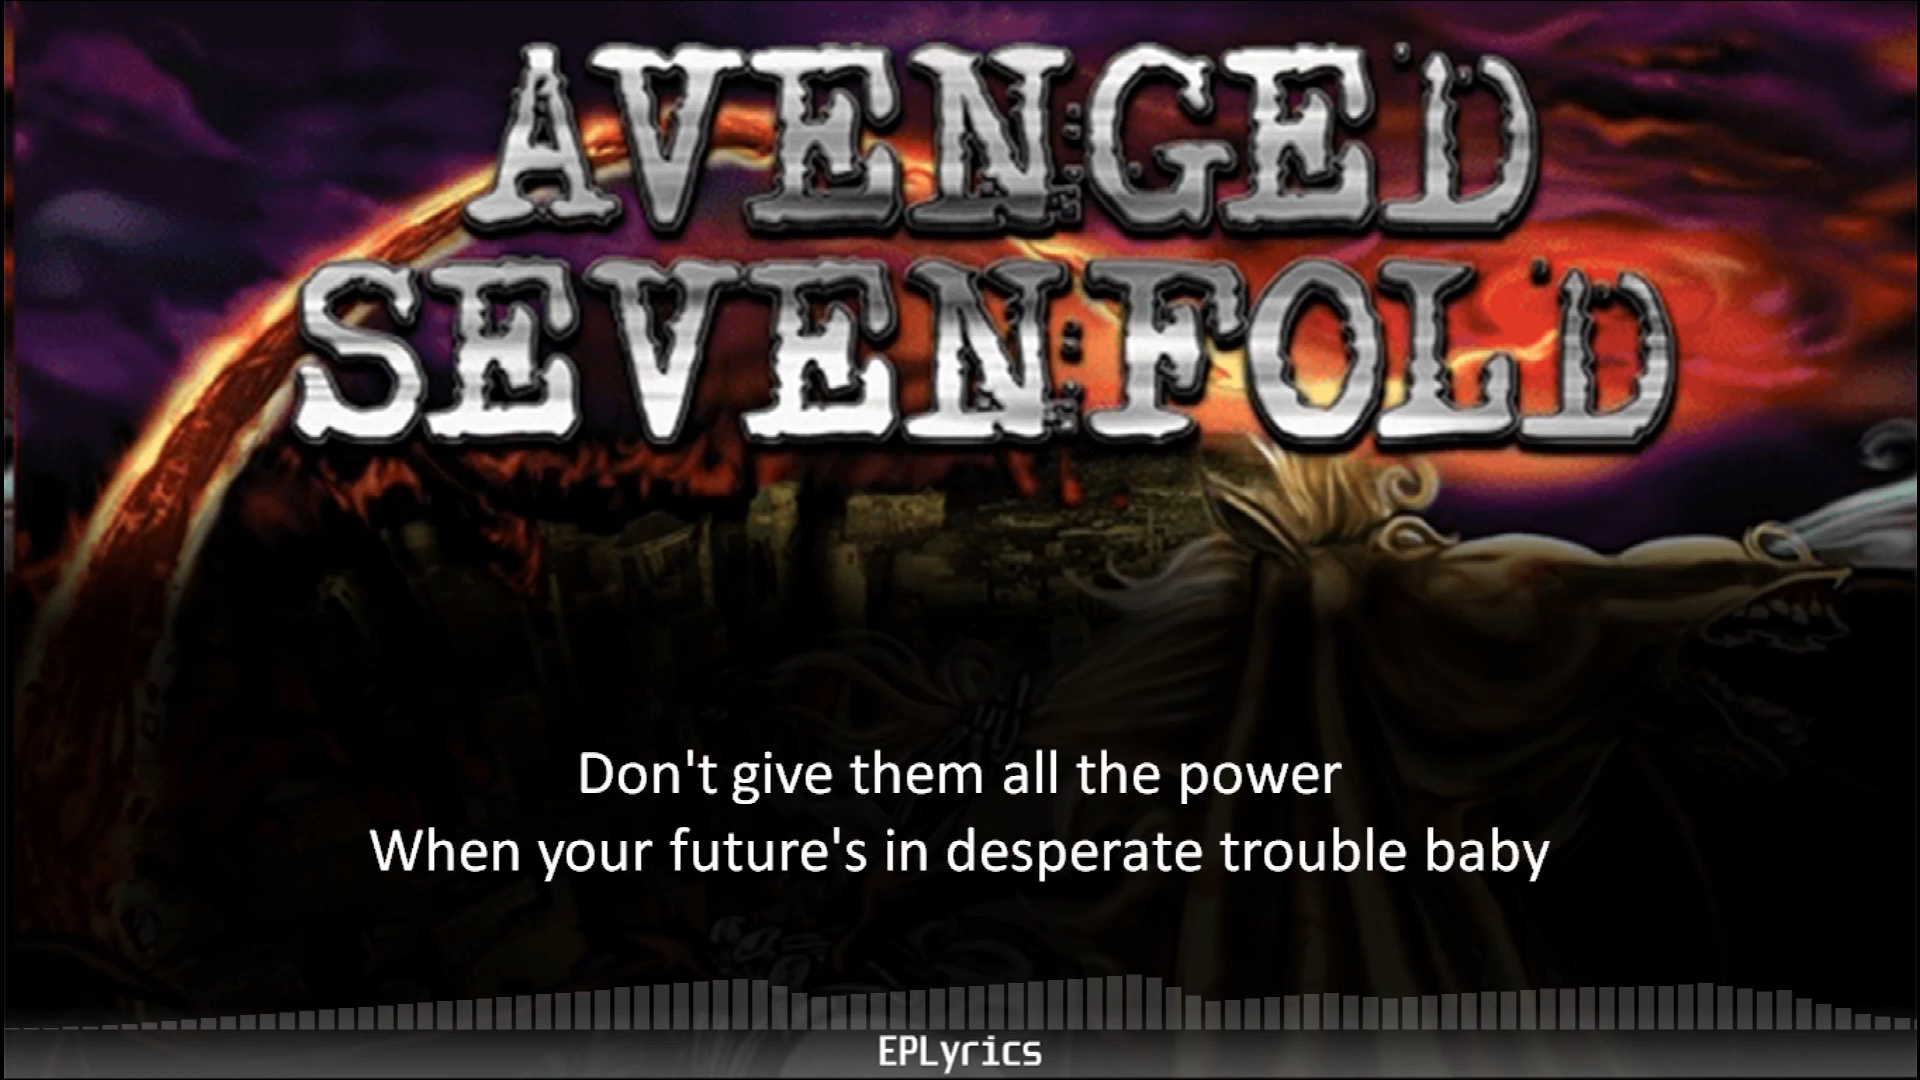 AVENGED
SEVENFOLD
Don't give them all the power
When your future's in desperate trouble baby
EPLyrics